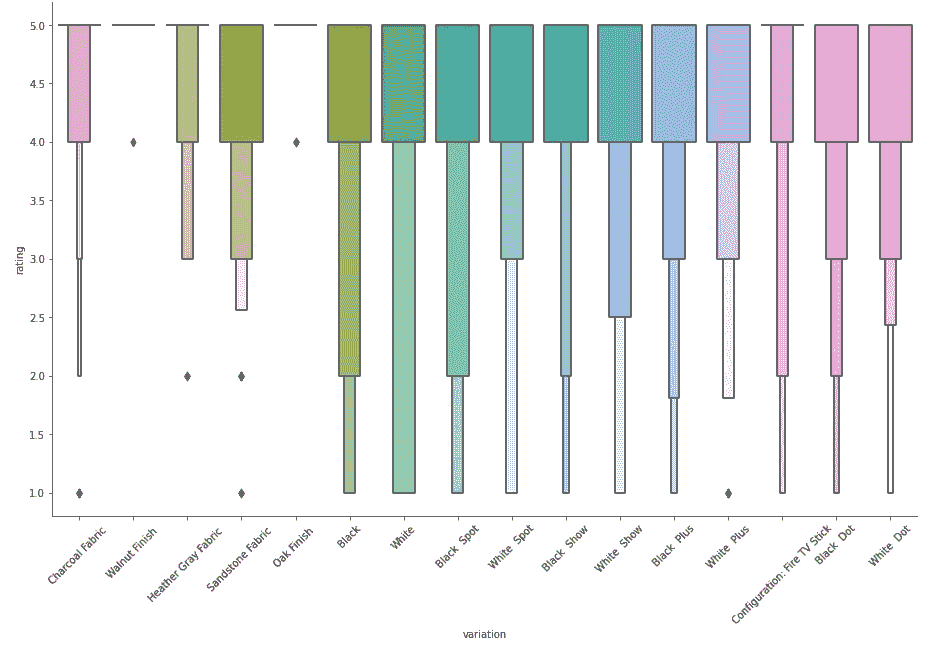 5.0
4.5
4.0
3.5
3.0
2.5
2.0
1.5
1.0
rating
Charcoal Fabric
Walnut Finish
Heather Gray Fabric
Sandstone Fabric
Oak Finish
Black
White
Black Spot
White Spot
Black Show
White Show
Black Plus
White Plus
Configuration: Fire TV Stick
Black Dot
White Dot
variation